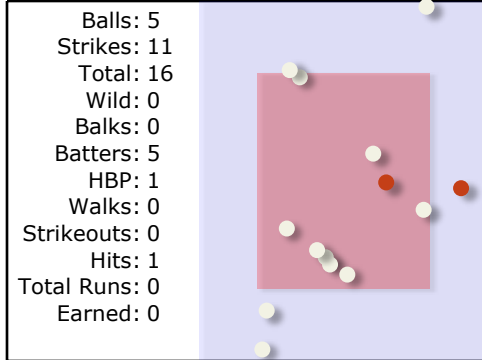 Balls: 5
Strikes: 11
Total: 16
Wild: 0
Balks: 0
Batters: 5
HBP: 1
Walks: 0
Strikeouts: 0
Hits: 1
Total Runs: 0
Earned: 0